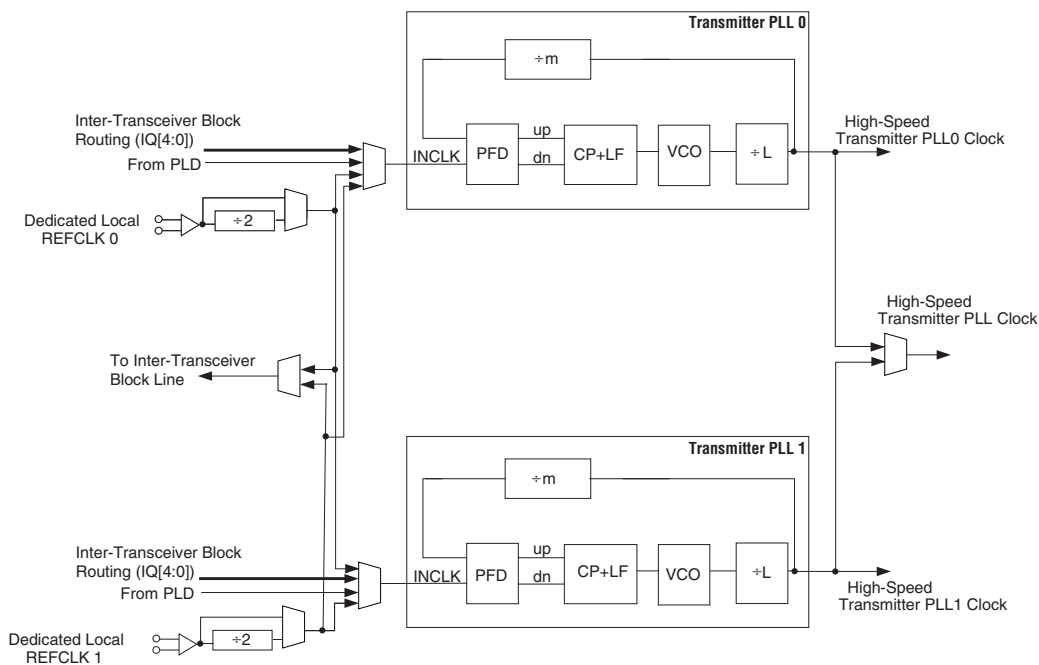 Transmitter PLL 0
÷m
Inter-Transceiver Block
Routing (IQ[4:0])
From PLD
INCLK
PFD
up
dn
CP+LF
VCO
÷L
High-Speed
Transmitter PLL0 Clock
Dedicated Local
REFCLK 0
÷2
High-Speed
Transmitter PLL Clock
To Inter-Transceiver
Block Line
Transmitter PLL 1
÷m
Inter-Transceiver Block
Routing (IQ[4:0])
From PLD
INCLK
PFD
up
dn
CP+LF
VCO
÷L
High-Speed
Transmitter PLL1 Clock
Dedicated Local
REFCLK 1
÷2